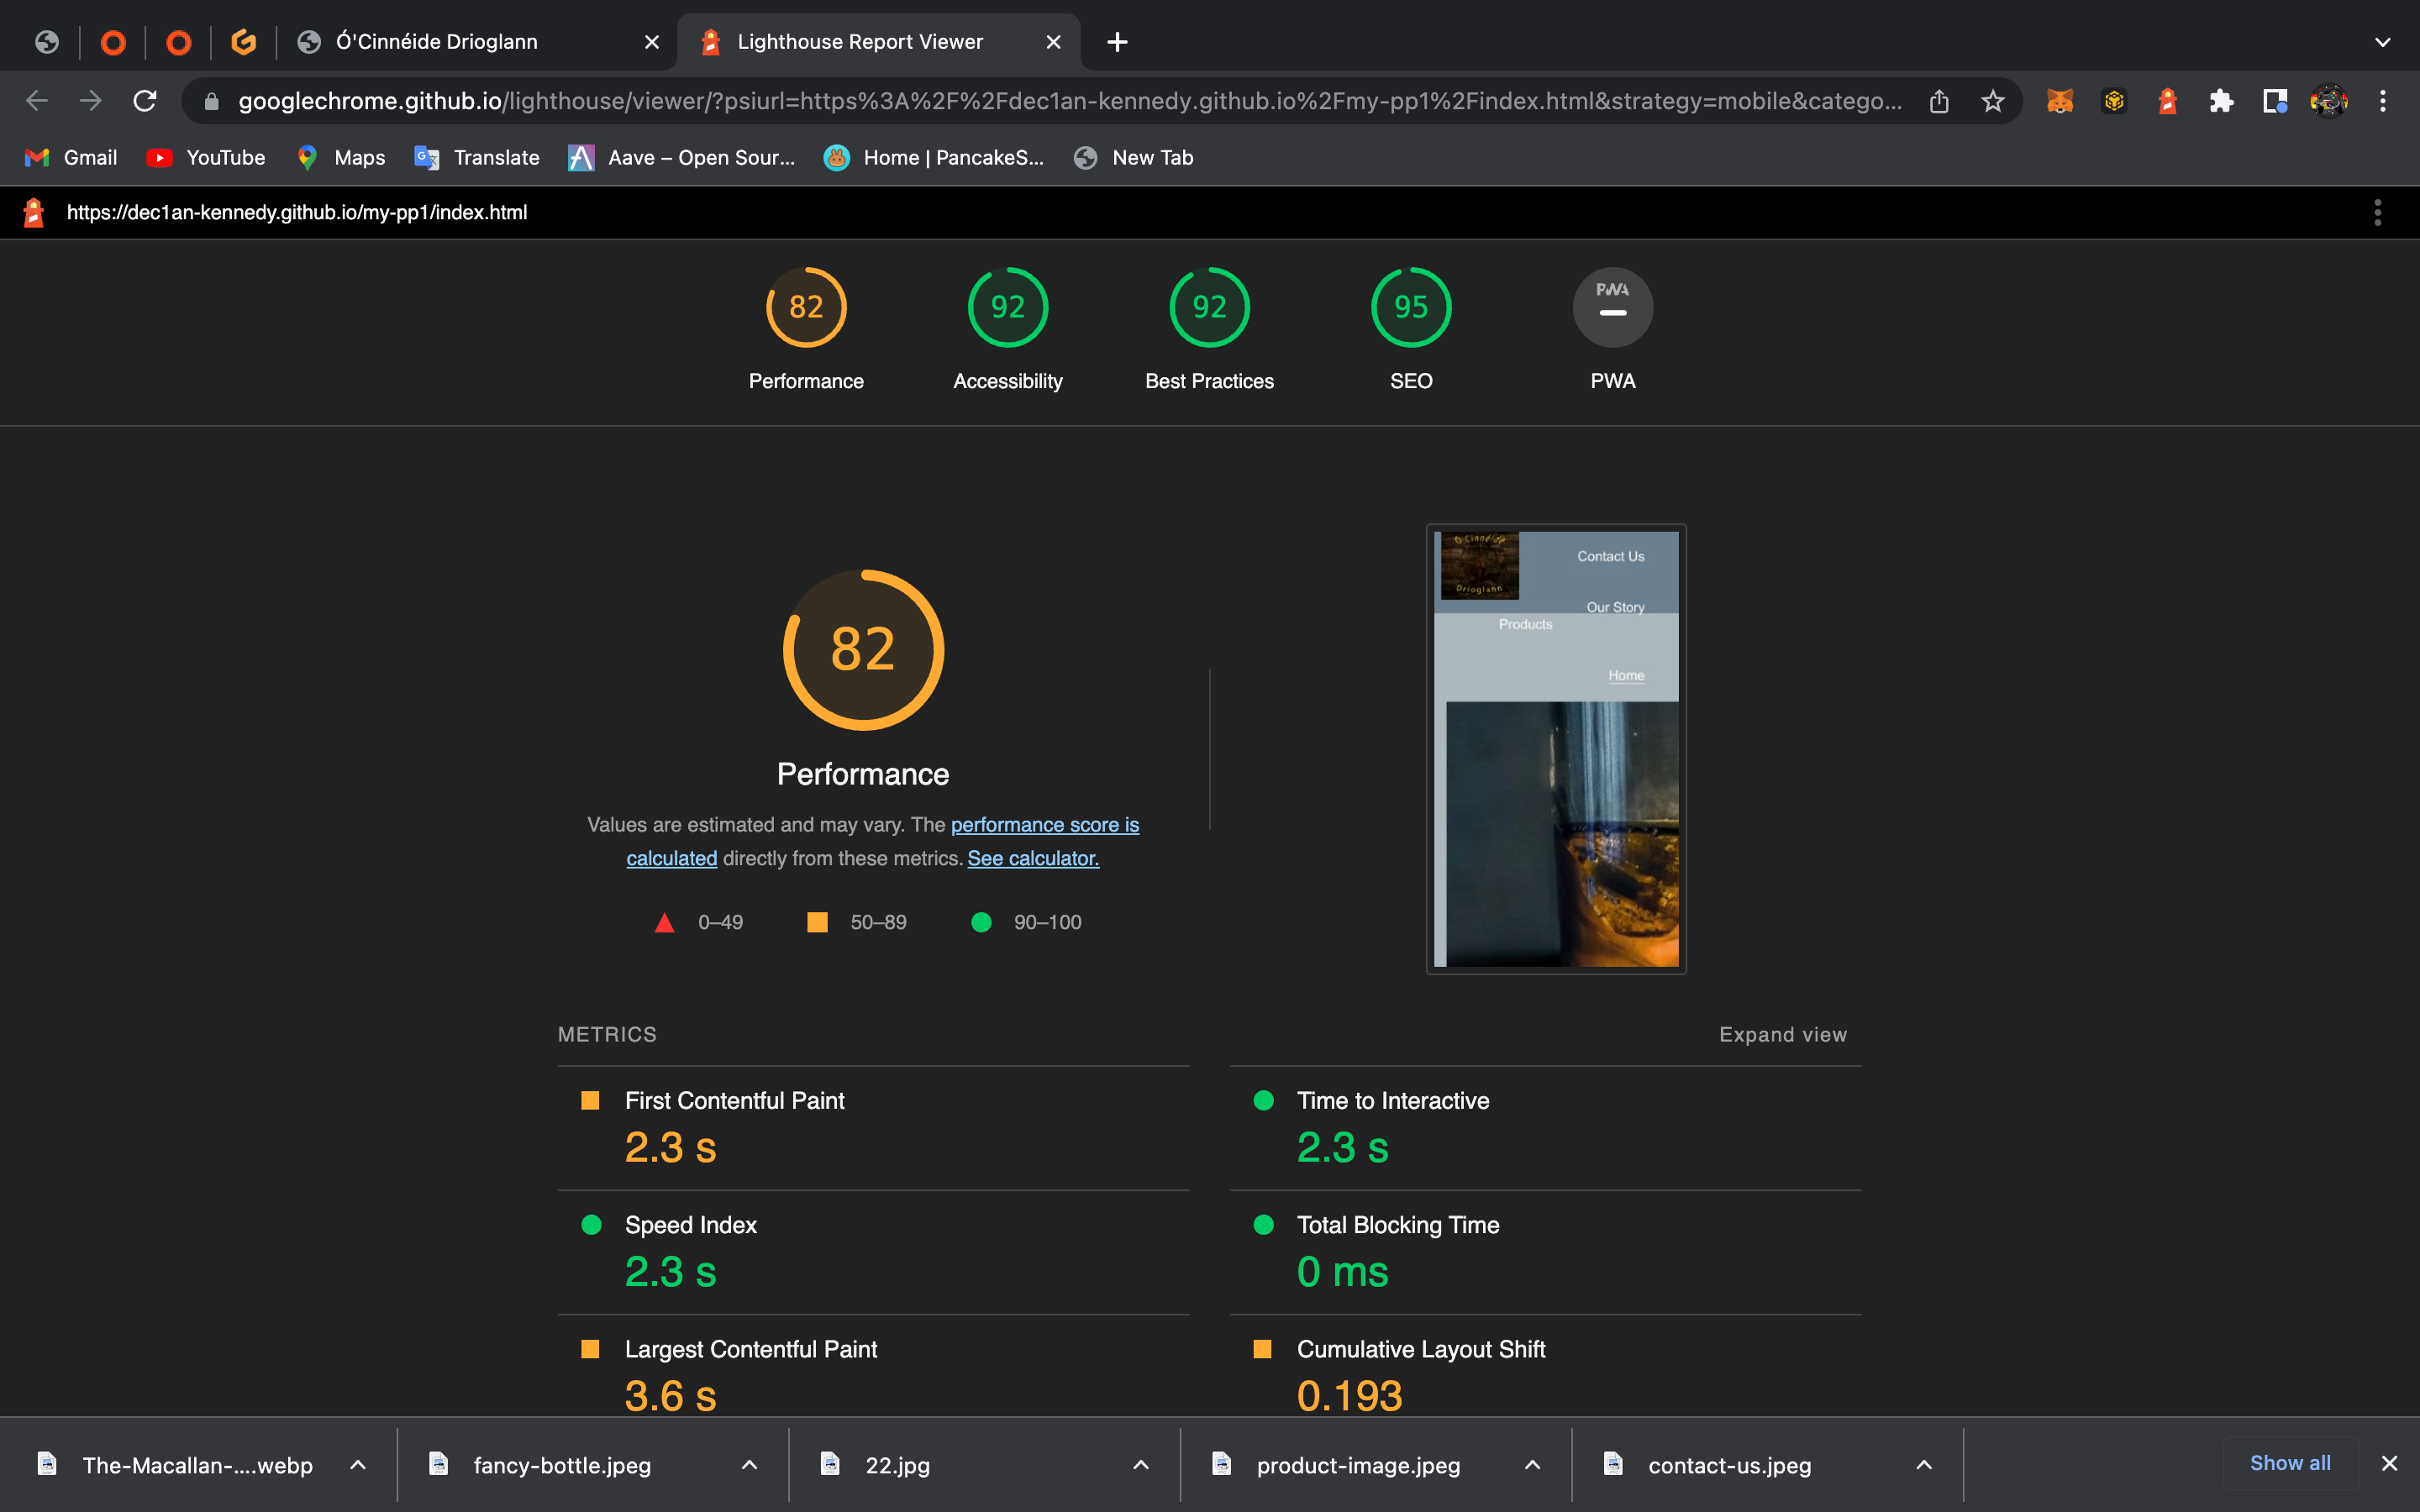 Ó'Cinnéide Drioglann
Lighthouse Report Viewer
googlechrome.github.io/lighthouse/viewer/?psiurl=https%3A%2F%2Fdec1an-kennedy.github.io%2Fmy-pp1%2Findex.html&strategy=mobile&catego...
Gmail
YouTube
Maps
Translate
Aave – Open Sour...
Home | PancakeS...
New Tab
https://dec1an-kennedy.github.io/my-pp1/index.html
82
92
92
95
PWA
Performance
Accessibility
Best Practices
SEO
PWA
82
Performance
Values are estimated and may vary. The performance score is
calculated directly from these metrics. See calculator.
0–49
50–89
90–100
Ó Cinnéide
Drioglann
Contact Us
Our Story
Products
Home
METRICS
Expand view
First Contentful Paint
2.3 s
Time to Interactive
2.3 s
Speed Index
2.3 s
Total Blocking Time
0 ms
Largest Contentful Paint
3.6 s
Cumulative Layout Shift
0.193
The-Macallan-....webp
fancy-bottle.jpeg
22.jpg
product-image.jpeg
contact-us.jpeg
Show all